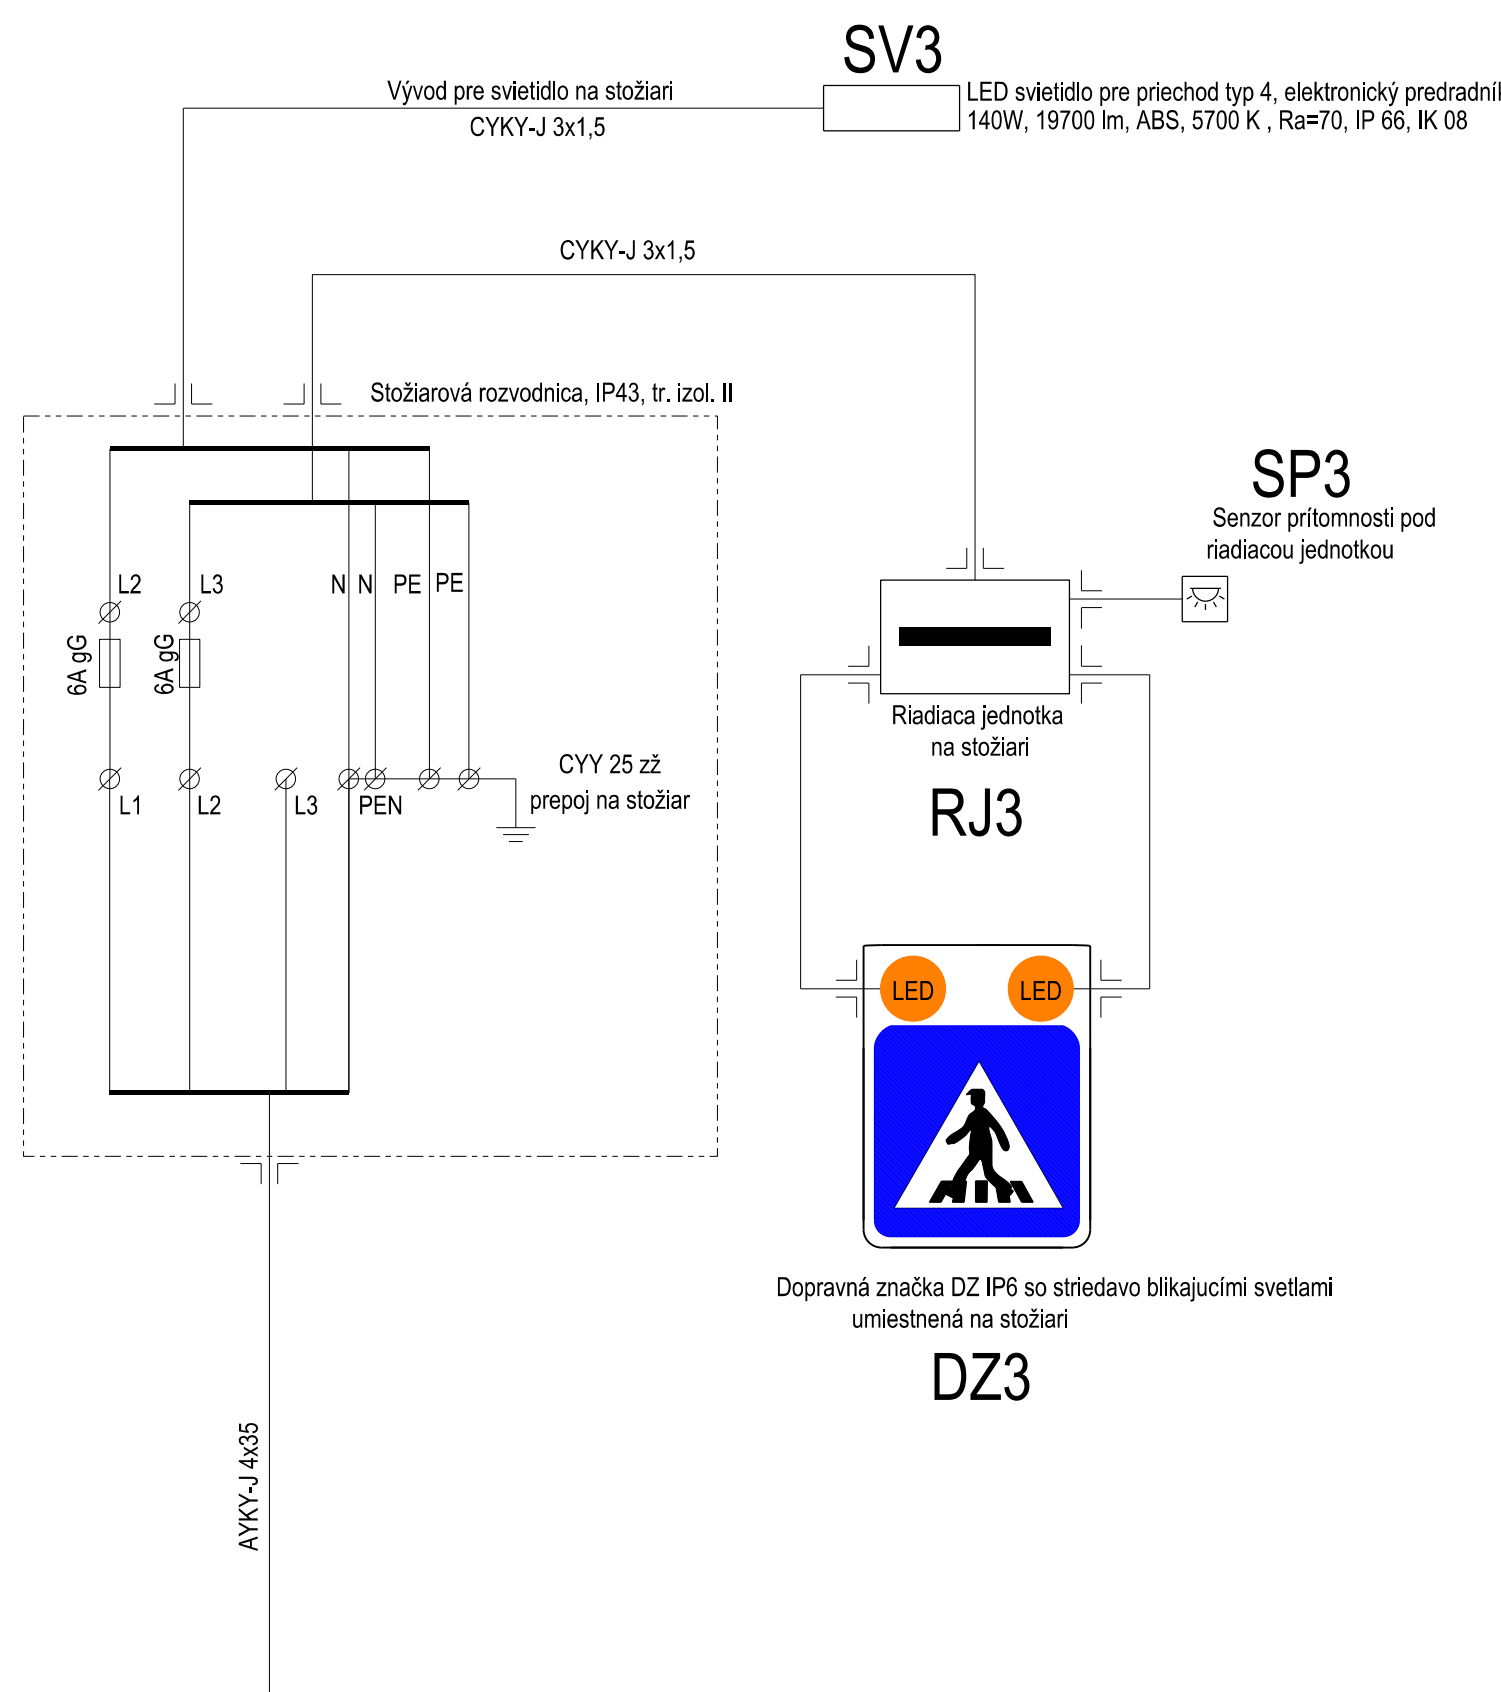 SV3
Vývod pre svietidlo na stožiari
CYKY-J 3x1,5
LED svietidlo pre priechod typ 4, elektronický
140W, 19700 lm, ABS, 5700 K , Ra=70, IP 66, IK 08
CYKY-J 3x1,5
Stožiarová rozvodnica, IP43, tr. izol. II
SP3
Senzor prítomnosti pod
riadiacou jednotkou
L2
L3
N
N
PE
PE
6A gG
6A gG
Riadiaca jednotka
na stožiari
RJ3
CYY 25 zž
prepoj na stožiar
L1
L2
L3
PEN
LED
LED
Dopravná značka DZ IP6 so striedavo blikajucími svetlami
umiestnená na stožiari
DZ3
AYKY-J 4x35